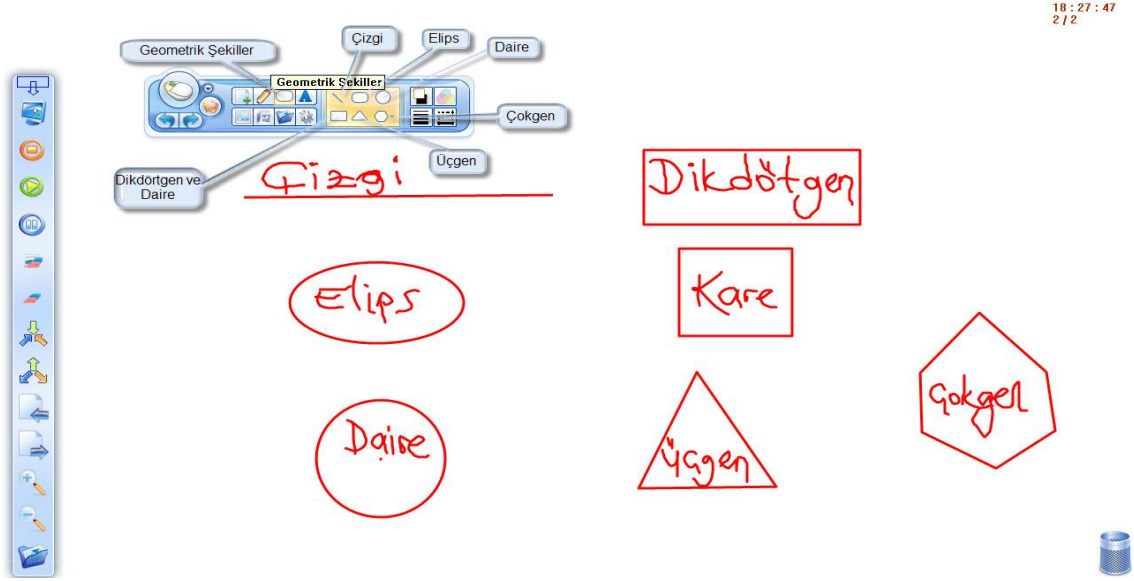 18:27:47
2/2
Çizgi
Elips
Daire
Geometrik Şekiller
Geometrik Şekiller
Çokgen
Üçgen
Dikdörtgen ve
Daire
Çizgi
Dikdötgen
Elips
Kare
Çokgen
Daire
üçgen